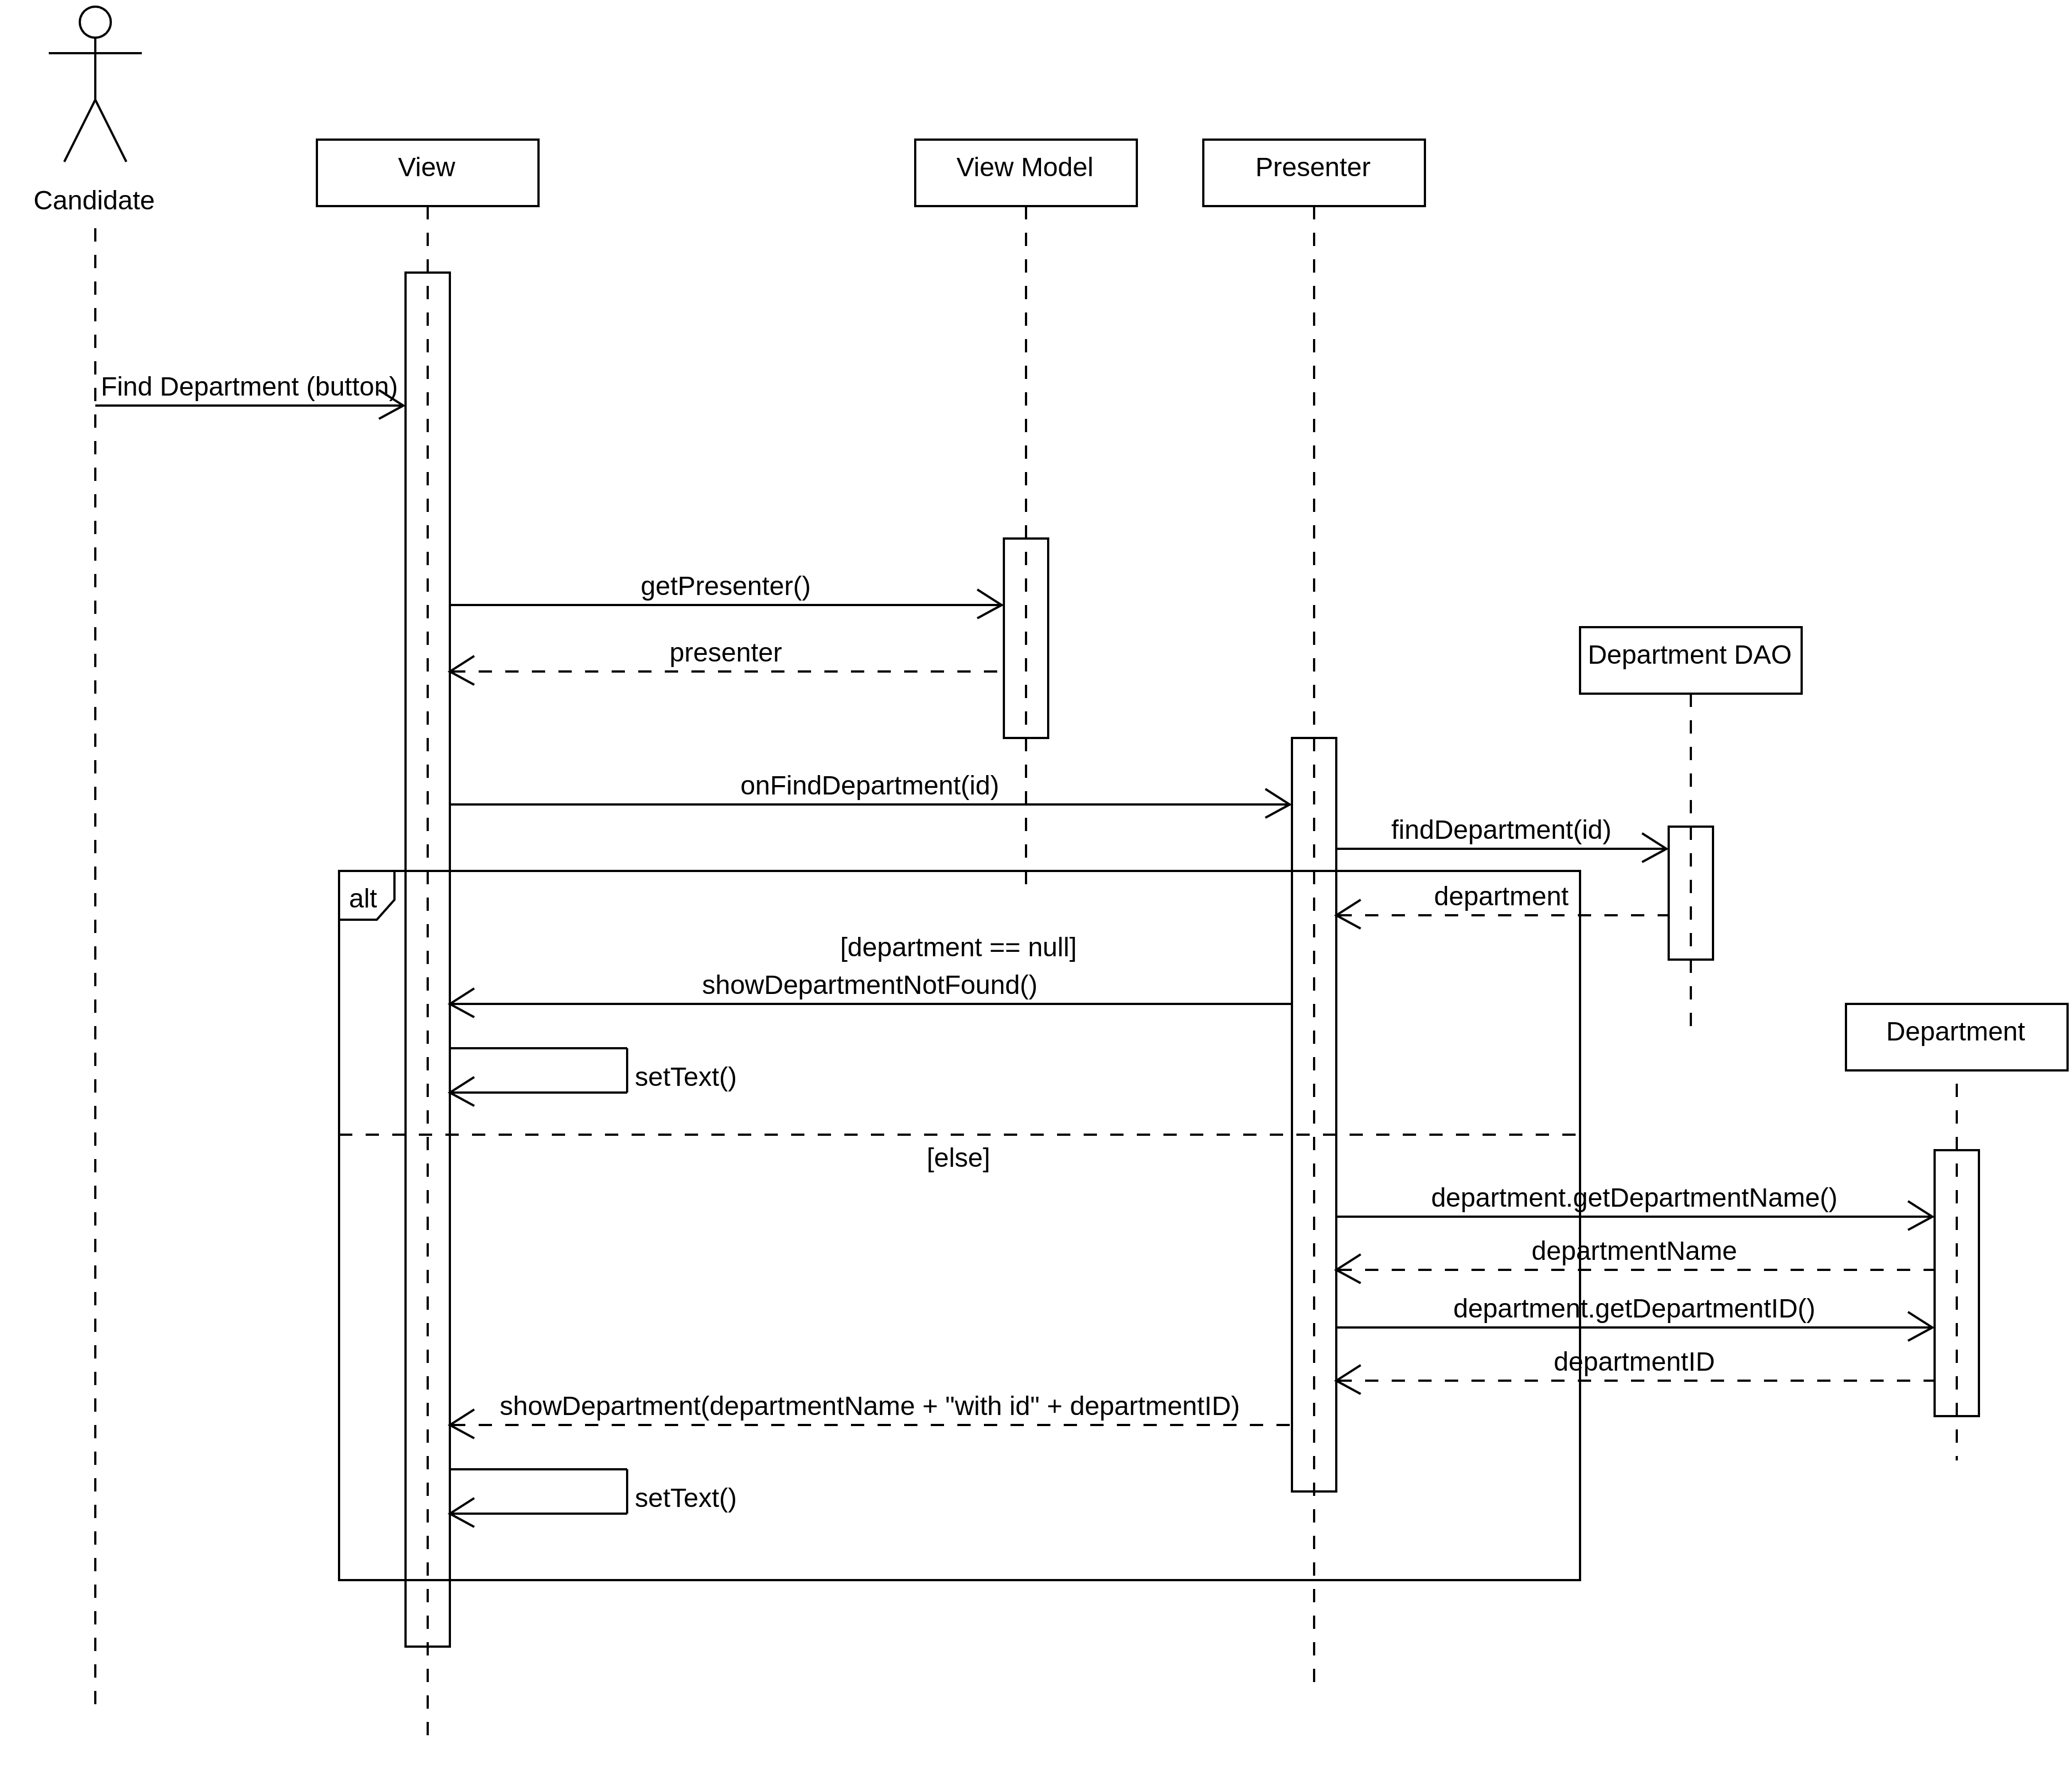 Candidate
View
View Model
Presenter
Find Department (button)
getPresenter()
presenter
Department DAO
onFindDepartment(id)
findDepartment(id)
alt
department
[department == null]
showDepartmentNotFound()
Department
setText()
[else]
department.getDepartmentName()
departmentName
department.getDepartmentID()
departmentID
showDepartment(departmentName + "with id" + departmentID)
setText()